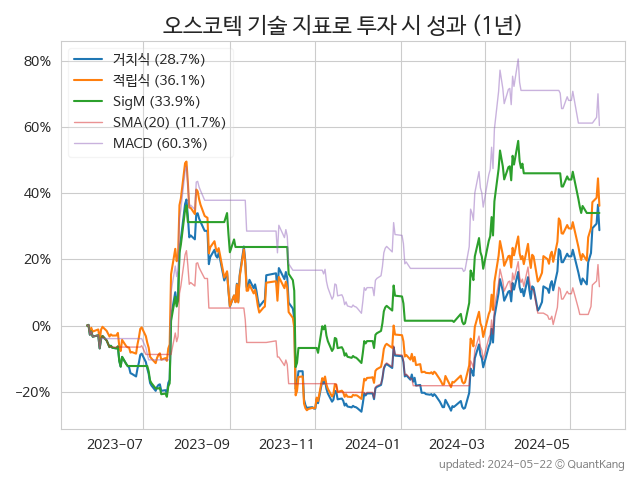 오스코텍 기술 지표로 투자 시 성과 (1년)
80%
60%
40%
20%
0%
−20%
거치식 (28.7%)
적립식 (36.1%)
SigM (33.9%)
SMA(20) (11.7%)
MACD (60.3%)
2023-07
2023-09
2023-11
2024-01
2024-03
2024-05
updated: 2024-05-22 © QuantKang